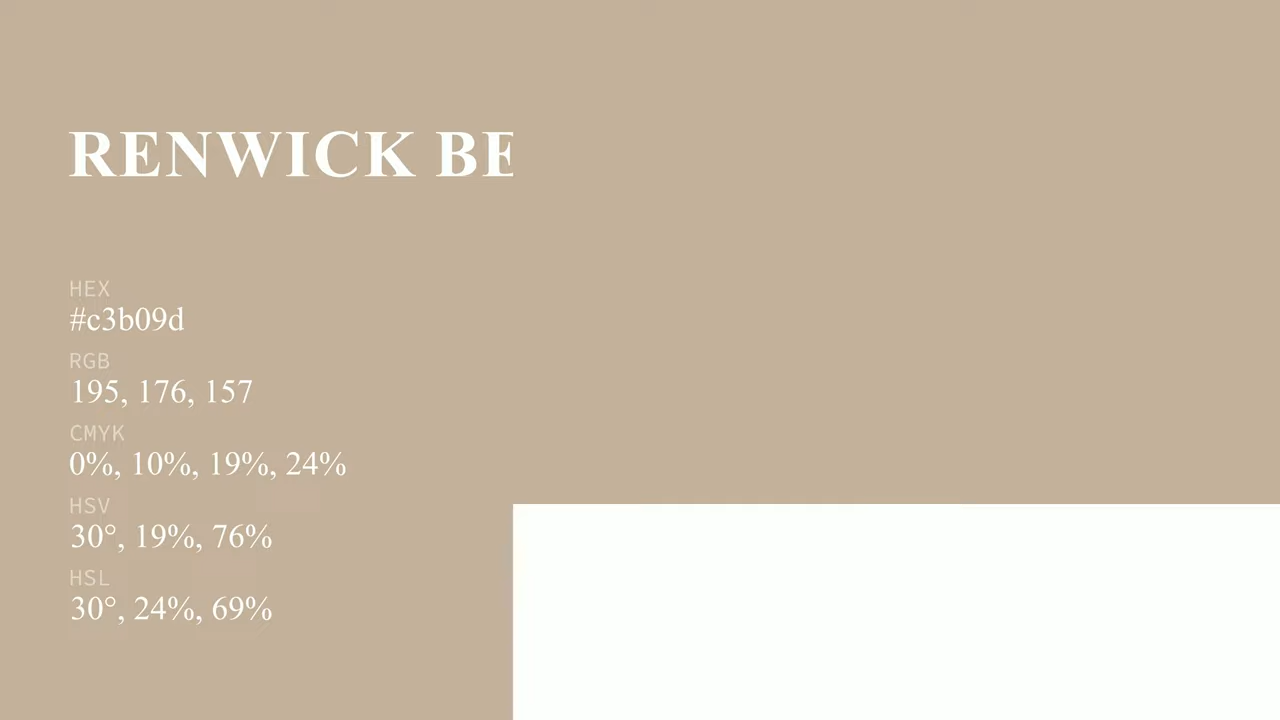 RENWICK BE
HEX
#c3b09d
RGB
195, 176, 157
CMYK
0%, 10%, 19%, 24%
HSV
30°, 19%, 76%
HSL
30°, 24%, 69%